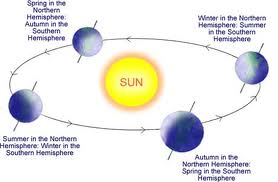 Spring in the
Northern
Hemisphere:
Autumn in the
Southern
Hemisphere
Winter in the Northern
Hemisphere: Summer
in the Southern
Hemisphere
SUN
Summer in the Northern
Hemisphere: Winter in
the Southern Hemisphere
Autumn in the
Northern Hemisphere:
Spring in the Southern
Hemisphere